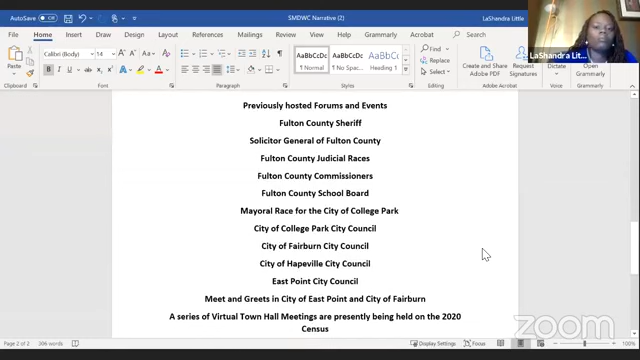 AutoSave Off
SMDWC Narrative (2)
LaShandra Little
File Home Insert Draw Design Layout References Mailings Review View Help Grammarly Acrobat
Paste
Calibri (Body) 14
Clipboard Font Paragraph Styles Editing Adobe Acrobat Voice Grammarly
AaBbCcDc AaBbCcDc AaBbCc
¶ Normal ¶ No Spac... Heading 1
Find
Replace
Select
Create and Share Adobe PDF
Request Signatures
Dictate
Open Grammarly
LaShandra Lit...
Previously hosted Forums and Events
Fulton County Sheriff
Solicitor General of Fulton County
Fulton County Judicial Races
Fulton County Commissioners
Fulton County School Board
Mayoral Race for the City of College Park
City of College Park City Council
City of Fairburn City Council
City of Hapeville City Council
East Point City Council
Meet and Greets in City of East Point and City of Fairburn
A series of Virtual Town Hall Meetings are presently being held on the 2020
Census
zoom
Page 2 of 2 306 words
Display Settings Focus 100%